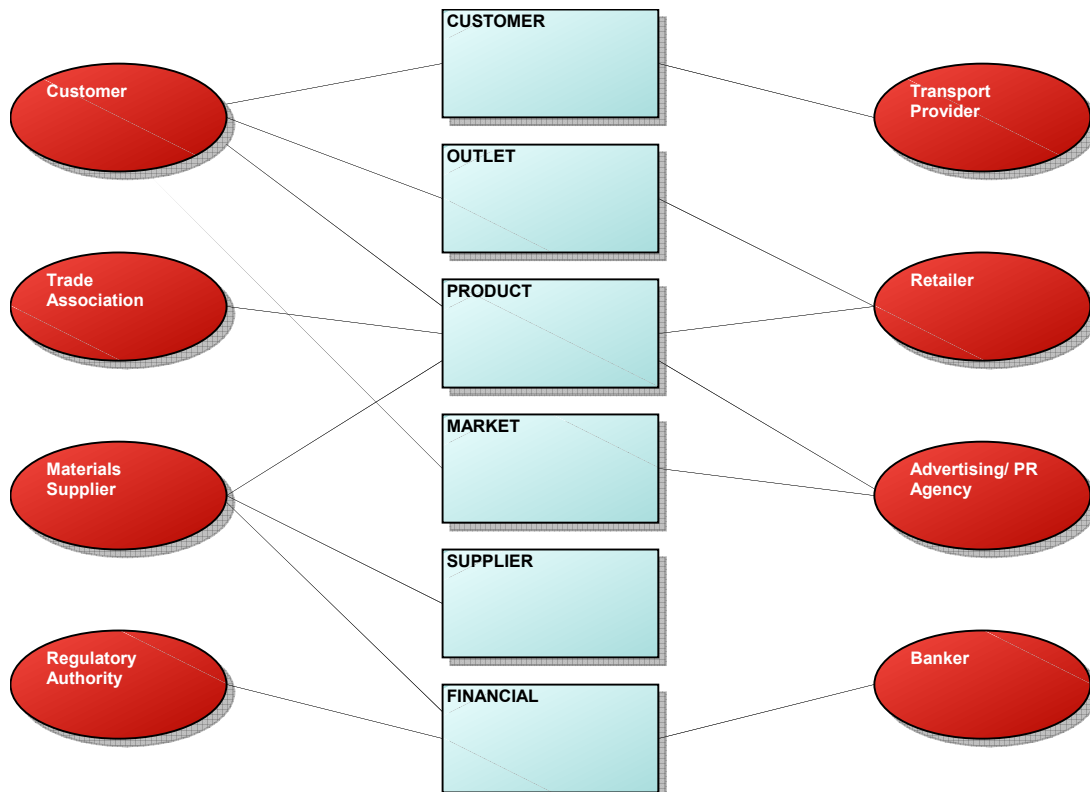 CUSTOMER
Customer
Transport
Provider
OUTLET
Trade
Association
PRODUCT
Retailer
MARKET
Materials
Supplier
Advertising/ PR
Agency
SUPPLIER
Regulatory
Authority
Banker
FINANCIAL